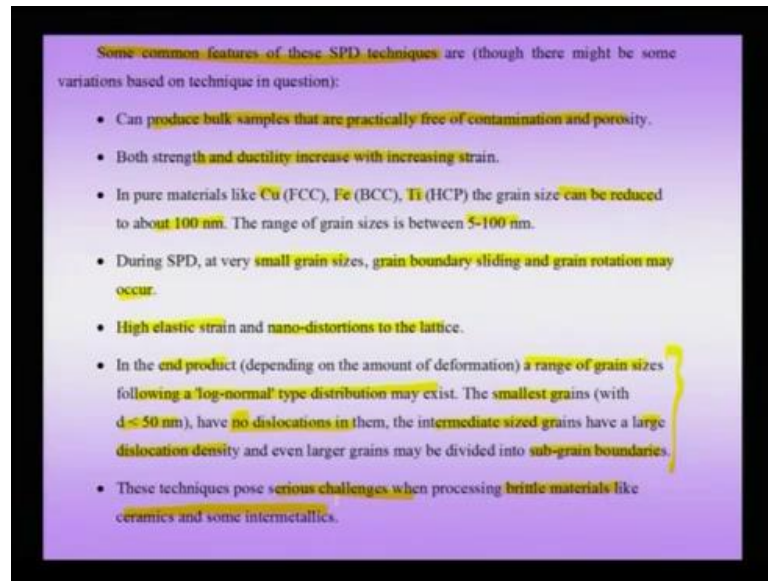 Some common features of these SPD techniques are (though there might be some
variations based on technique in question):
• Can produce bulk samples that are practically free of contamination and porosity.
• Both strength and ductility increase with increasing strain.
• In pure materials like Cu (FCC), Fe (BCC), Ti (HCP) the grain size can be reduced
to about 100 nm. The range of grain sizes is between 5-100 nm.
• During SPD, at very small grain sizes, grain boundary sliding and grain rotation may
occur.
• High elastic strain and nano-distortions to the lattice.
• In the end product (depending on the amount of deformation) a range of grain sizes
following a 'log-normal' type distribution may exist. The smallest grains (with
d < 50 nm), have no dislocations in them, the intermediate sized grains have a large
dislocation density and even larger grains may be divided into sub-grain boundaries.
• These techniques pose serious challenges when processing brittle materials like
ceramics and some intermetallics.